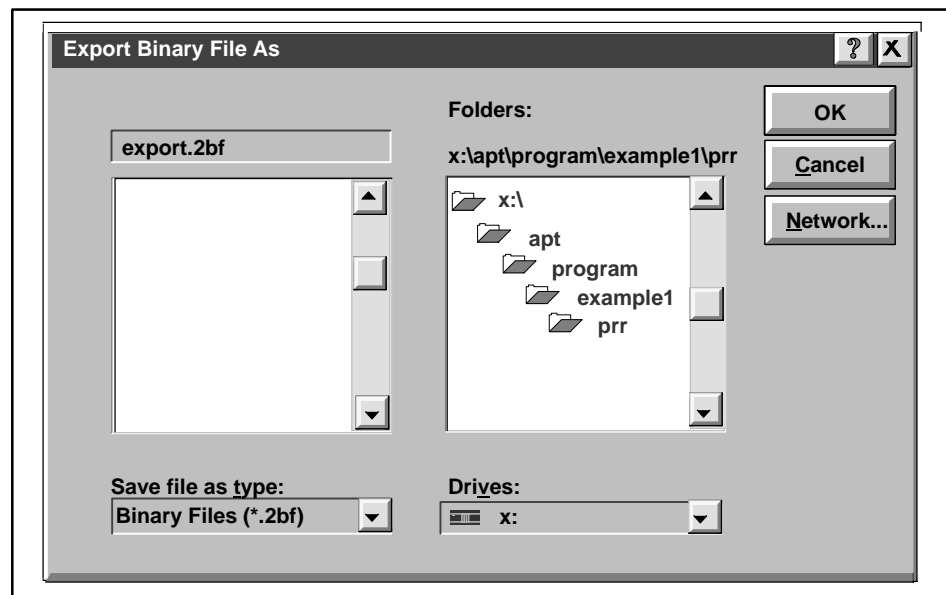 Export Binary File As
? X
Folders:
OK
export.2bf
x:\apt\program\example1\prr
Cancel
x:\
Network...
apt
program
example1
prr
Save file as type:
Drives:
Binary Files (*.2bf)
x: